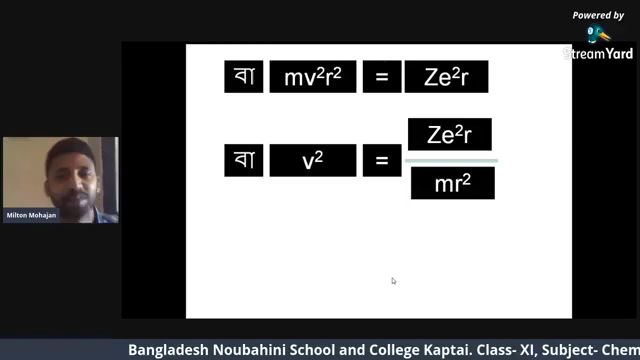 Powered by
StreamYard
বা mv²r² = Ze²r
বা v² = Ze²r
mr²
Milton Mohajan
Bangladesh Noubahini School and College Kaptai. Class- XI, Subject- Chem